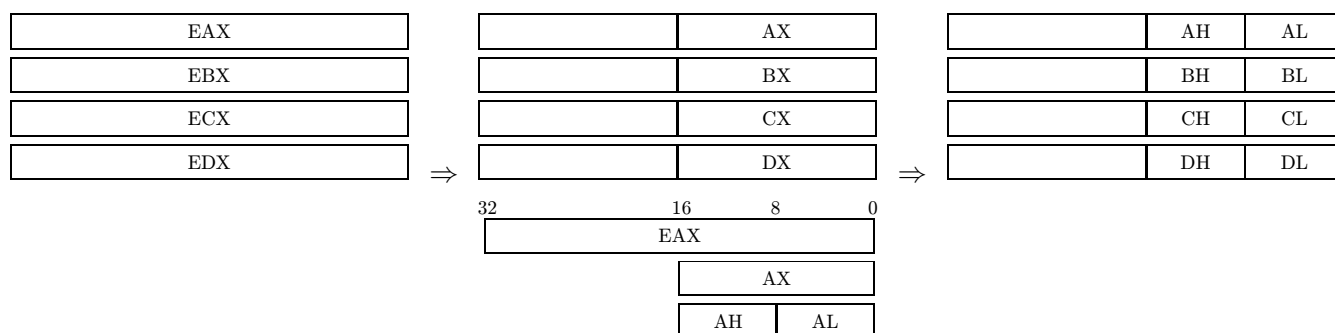 EAX AX AH AL
EBX BX BH BL
ECX CX CH CL
EDX ⇒ DX ⇒ DH DL
32 16 8 0
EAX
AX
AH AL